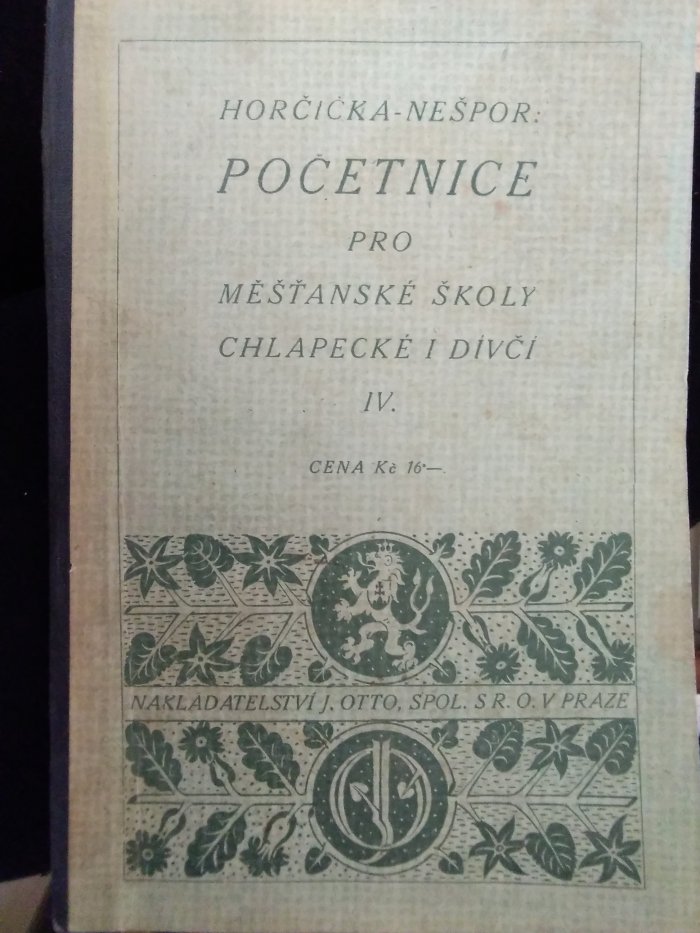 HORČIČKA-NEŠPOR:
POČETNICE
PRO
MĚŠŤANSKÉ ŠKOLY
CHLAPECKÉ I DÍVČÍ
IV.
CENA Kč 16·—.
NAKLADATELSTVÍ J. OTTO, SPOL. S R. O. V PRAZE